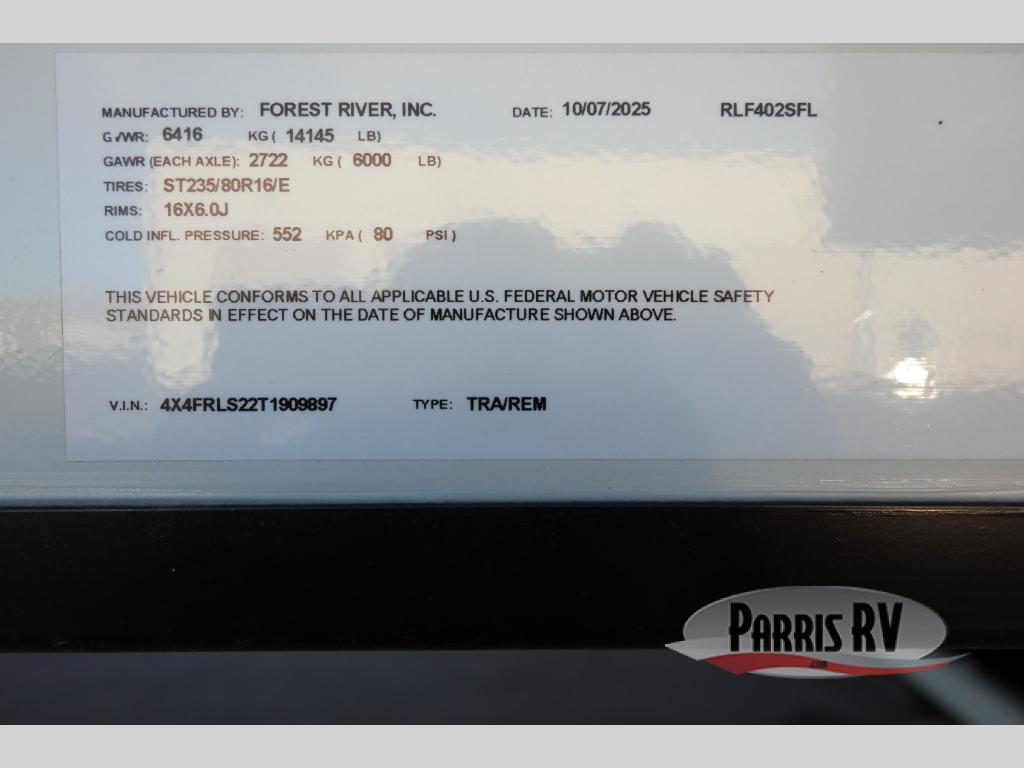 MANUFACTURED BY: FOREST RIVER, INC. DATE: 10/07/2025 RLF402SFL
GVWR: 6416 KG ( 14145 LB)
GAWR (EACH AXLE): 2722 KG ( 6000 LB)
TIRES: ST235/80R16/E
RIMS: 16X6.0J
COLD INFL. PRESSURE: 552 KPA ( 80 PSI )
THIS VEHICLE CONFORMS TO ALL APPLICABLE U.S. FEDERAL MOTOR VEHICLE SAFETY
STANDARDS IN EFFECT ON THE DATE OF MANUFACTURE SHOWN ABOVE.
V.I.N.: 4X4FRLS22T1909897 TYPE: TRA/REM
PARRIS RV
.com